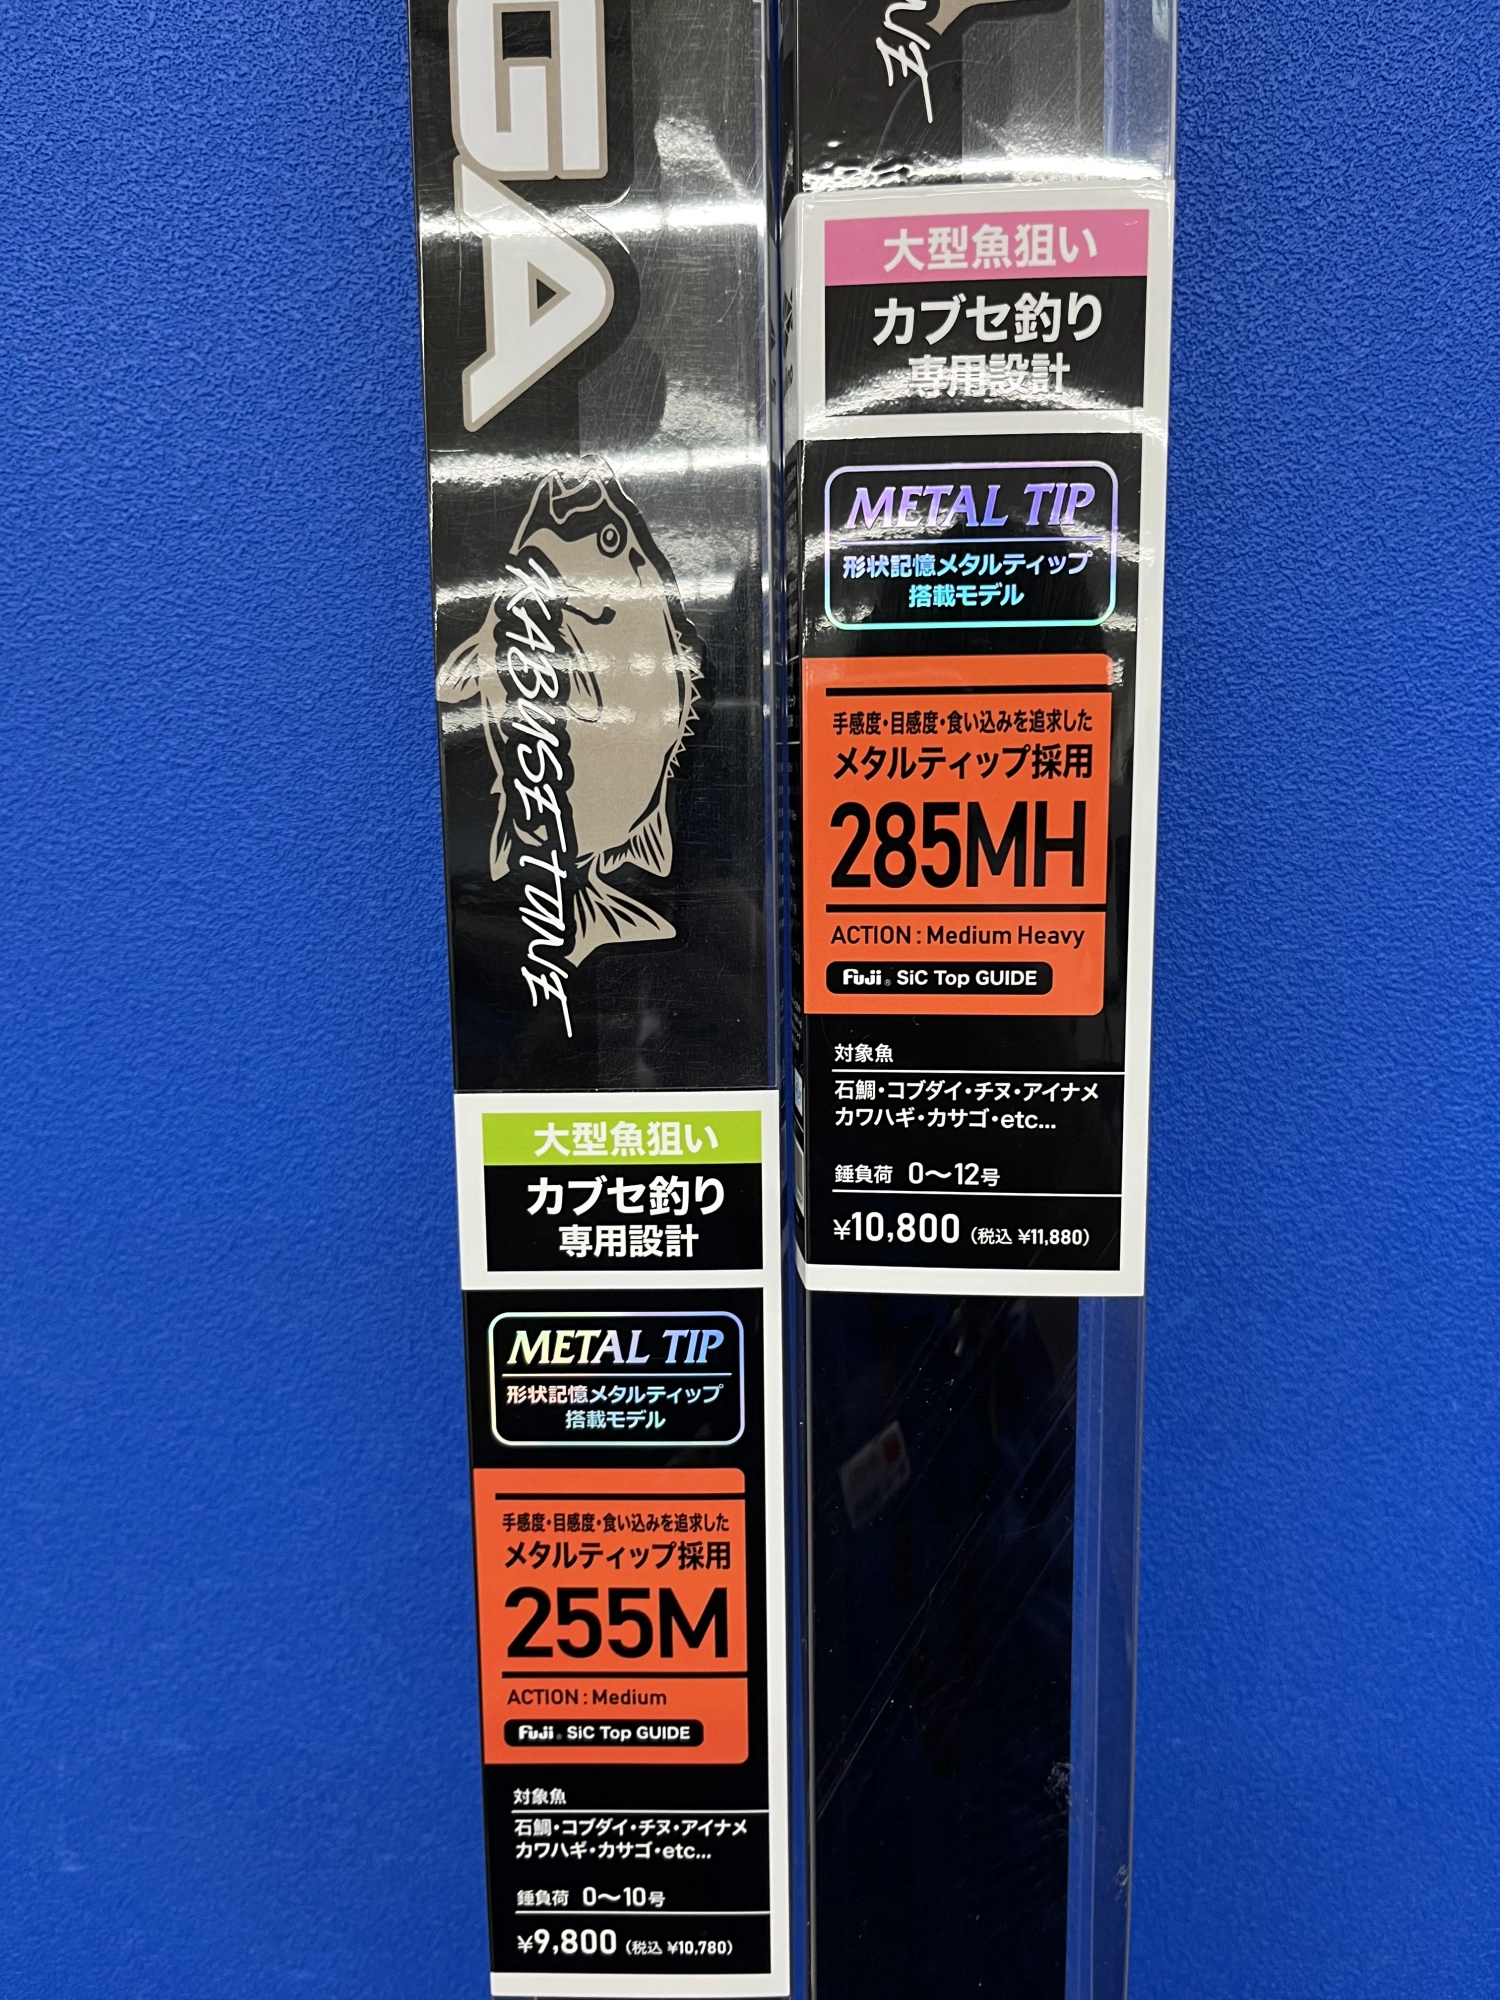 GA
KABUSE TUNE
大型魚狙い
カブセ釣り
専用設計
METAL TIP
形状記憶メタルティップ
搭載モデル
手感度・目感度・食い込みを追求した
メタルティップ採用
255M
ACTION : Medium
Fuji® SiC Top GUIDE
対象魚
石鯛・コブダイ・チヌ・アイナメ
カワハギ・カサゴ・etc...
錘負荷 0〜10号
¥9,800 (税込 ¥10,780)
大型魚狙い
カブセ釣り
専用設計
METAL TIP
形状記憶メタルティップ
搭載モデル
手感度・目感度・食い込みを追求した
メタルティップ採用
285MH
ACTION : Medium Heavy
Fuji® SiC Top GUIDE
対象魚
石鯛・コブダイ・チヌ・アイナメ
カワハギ・カサゴ・etc...
錘負荷 0〜12号
¥10,800 (税込 ¥11,880)